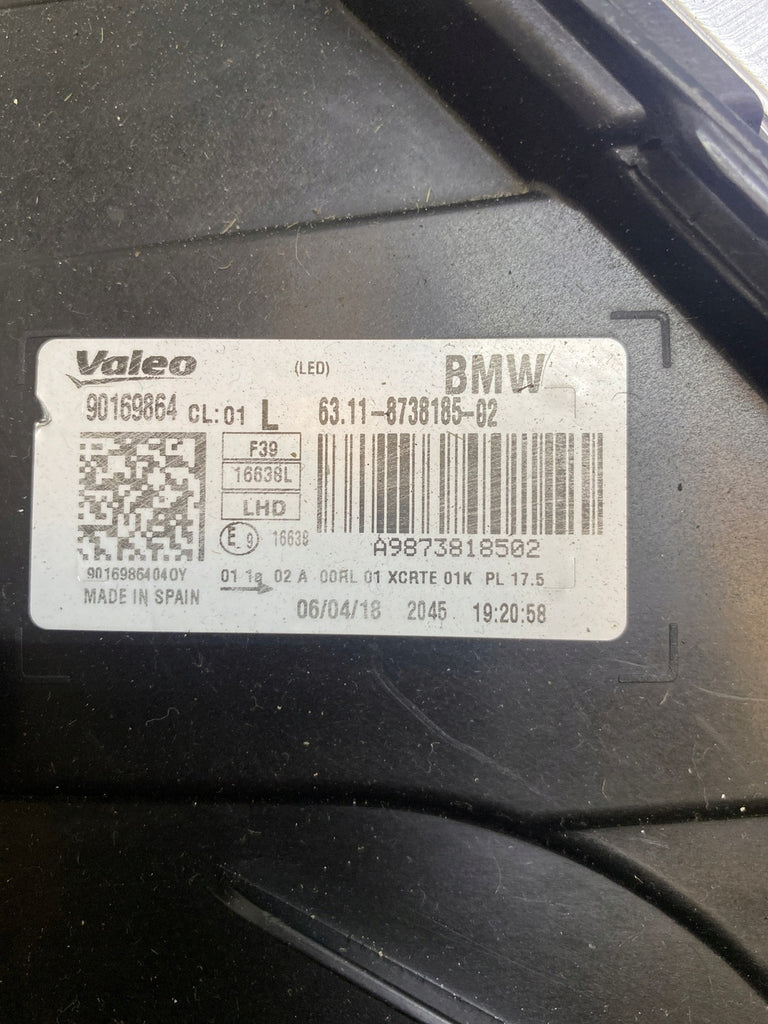 Valeo (LED) BMW
90169864 CL:01 L 63.11-8738185-02
F39
16638L
LHD
E 9 16638
A9873818502
90169864040Y 01 1a 02 A 00RL 01 XCRTE 01K PL 17.5
MADE IN SPAIN
06/04/18 2045 19:20:58